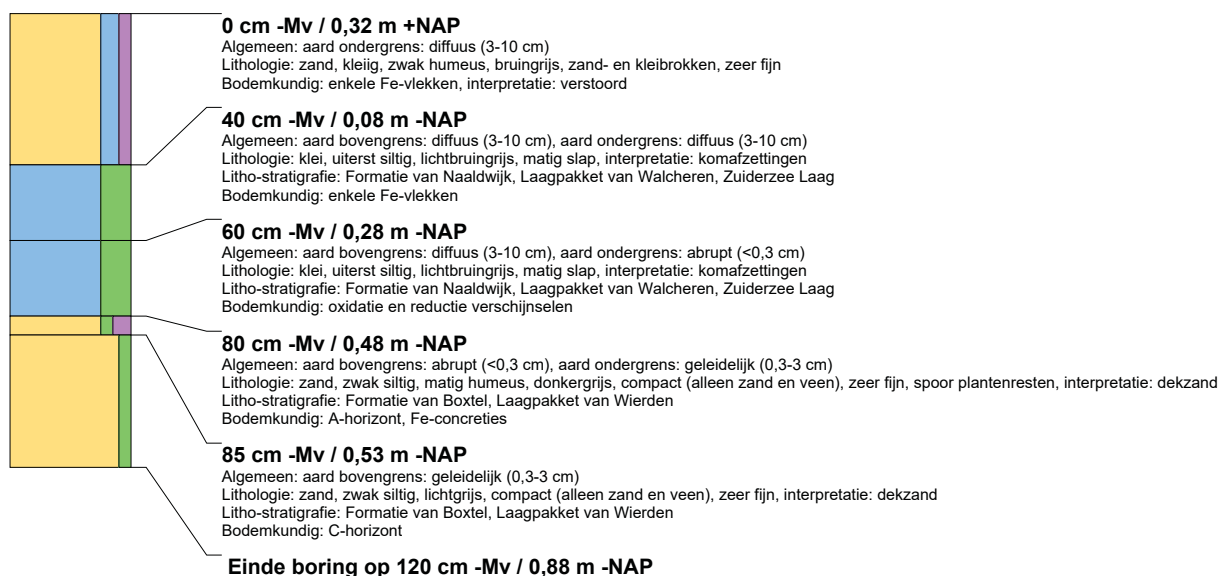 0 cm -Mv / 0,32 m +NAP
Algemeen: aard ondergrens: diffuus (3-10 cm)
Lithologie: zand, kleiig, zwak humeus, bruingrijs, zand- en kleibrokken, zeer fijn
Bodemkundig: enkele Fe-vlekken, interpretatie: verstoord
40 cm -Mv / 0,08 m -NAP
Algemeen: aard bovengrens: diffuus (3-10 cm), aard ondergrens: diffuus (3-10 cm)
Lithologie: klei, uiterst siltig, lichtbruingrijs, matig slap, interpretatie: komafzettingen
Litho-stratigrafie: Formatie van Naaldwijk, Laagpakket van Walcheren, Zuiderzee Laag
Bodemkundig: enkele Fe-vlekken
60 cm -Mv / 0,28 m -NAP
Algemeen: aard bovengrens: diffuus (3-10 cm), aard ondergrens: abrupt (<0,3 cm)
Lithologie: klei, uiterst siltig, lichtbruingrijs, matig slap, interpretatie: komafzettingen
Litho-stratigrafie: Formatie van Naaldwijk, Laagpakket van Walcheren, Zuiderzee Laag
Bodemkundig: oxidatie en reductie verschijnselen
80 cm -Mv / 0,48 m -NAP
Algemeen: aard bovengrens: abrupt (<0,3 cm), aard ondergrens: geleidelijk (0,3-3 cm)
Lithologie: zand, zwak siltig, matig humeus, donkergrijs, compact (alleen zand en veen), zeer fijn, spoor plantenresten, interpretatie: dekzand
Litho-stratigrafie: Formatie van Boxtel, Laagpakket van Wierden
Bodemkundig: A-horizont, Fe-concreties
85 cm -Mv / 0,53 m -NAP
Algemeen: aard bovengrens: geleidelijk (0,3-3 cm)
Lithologie: zand, zwak siltig, lichtgrijs, compact (alleen zand en veen), zeer fijn, interpretatie: dekzand
Litho-stratigrafie: Formatie van Boxtel, Laagpakket van Wierden
Bodemkundig: C-horizont
Einde boring op 120 cm -Mv / 0,88 m -NAP